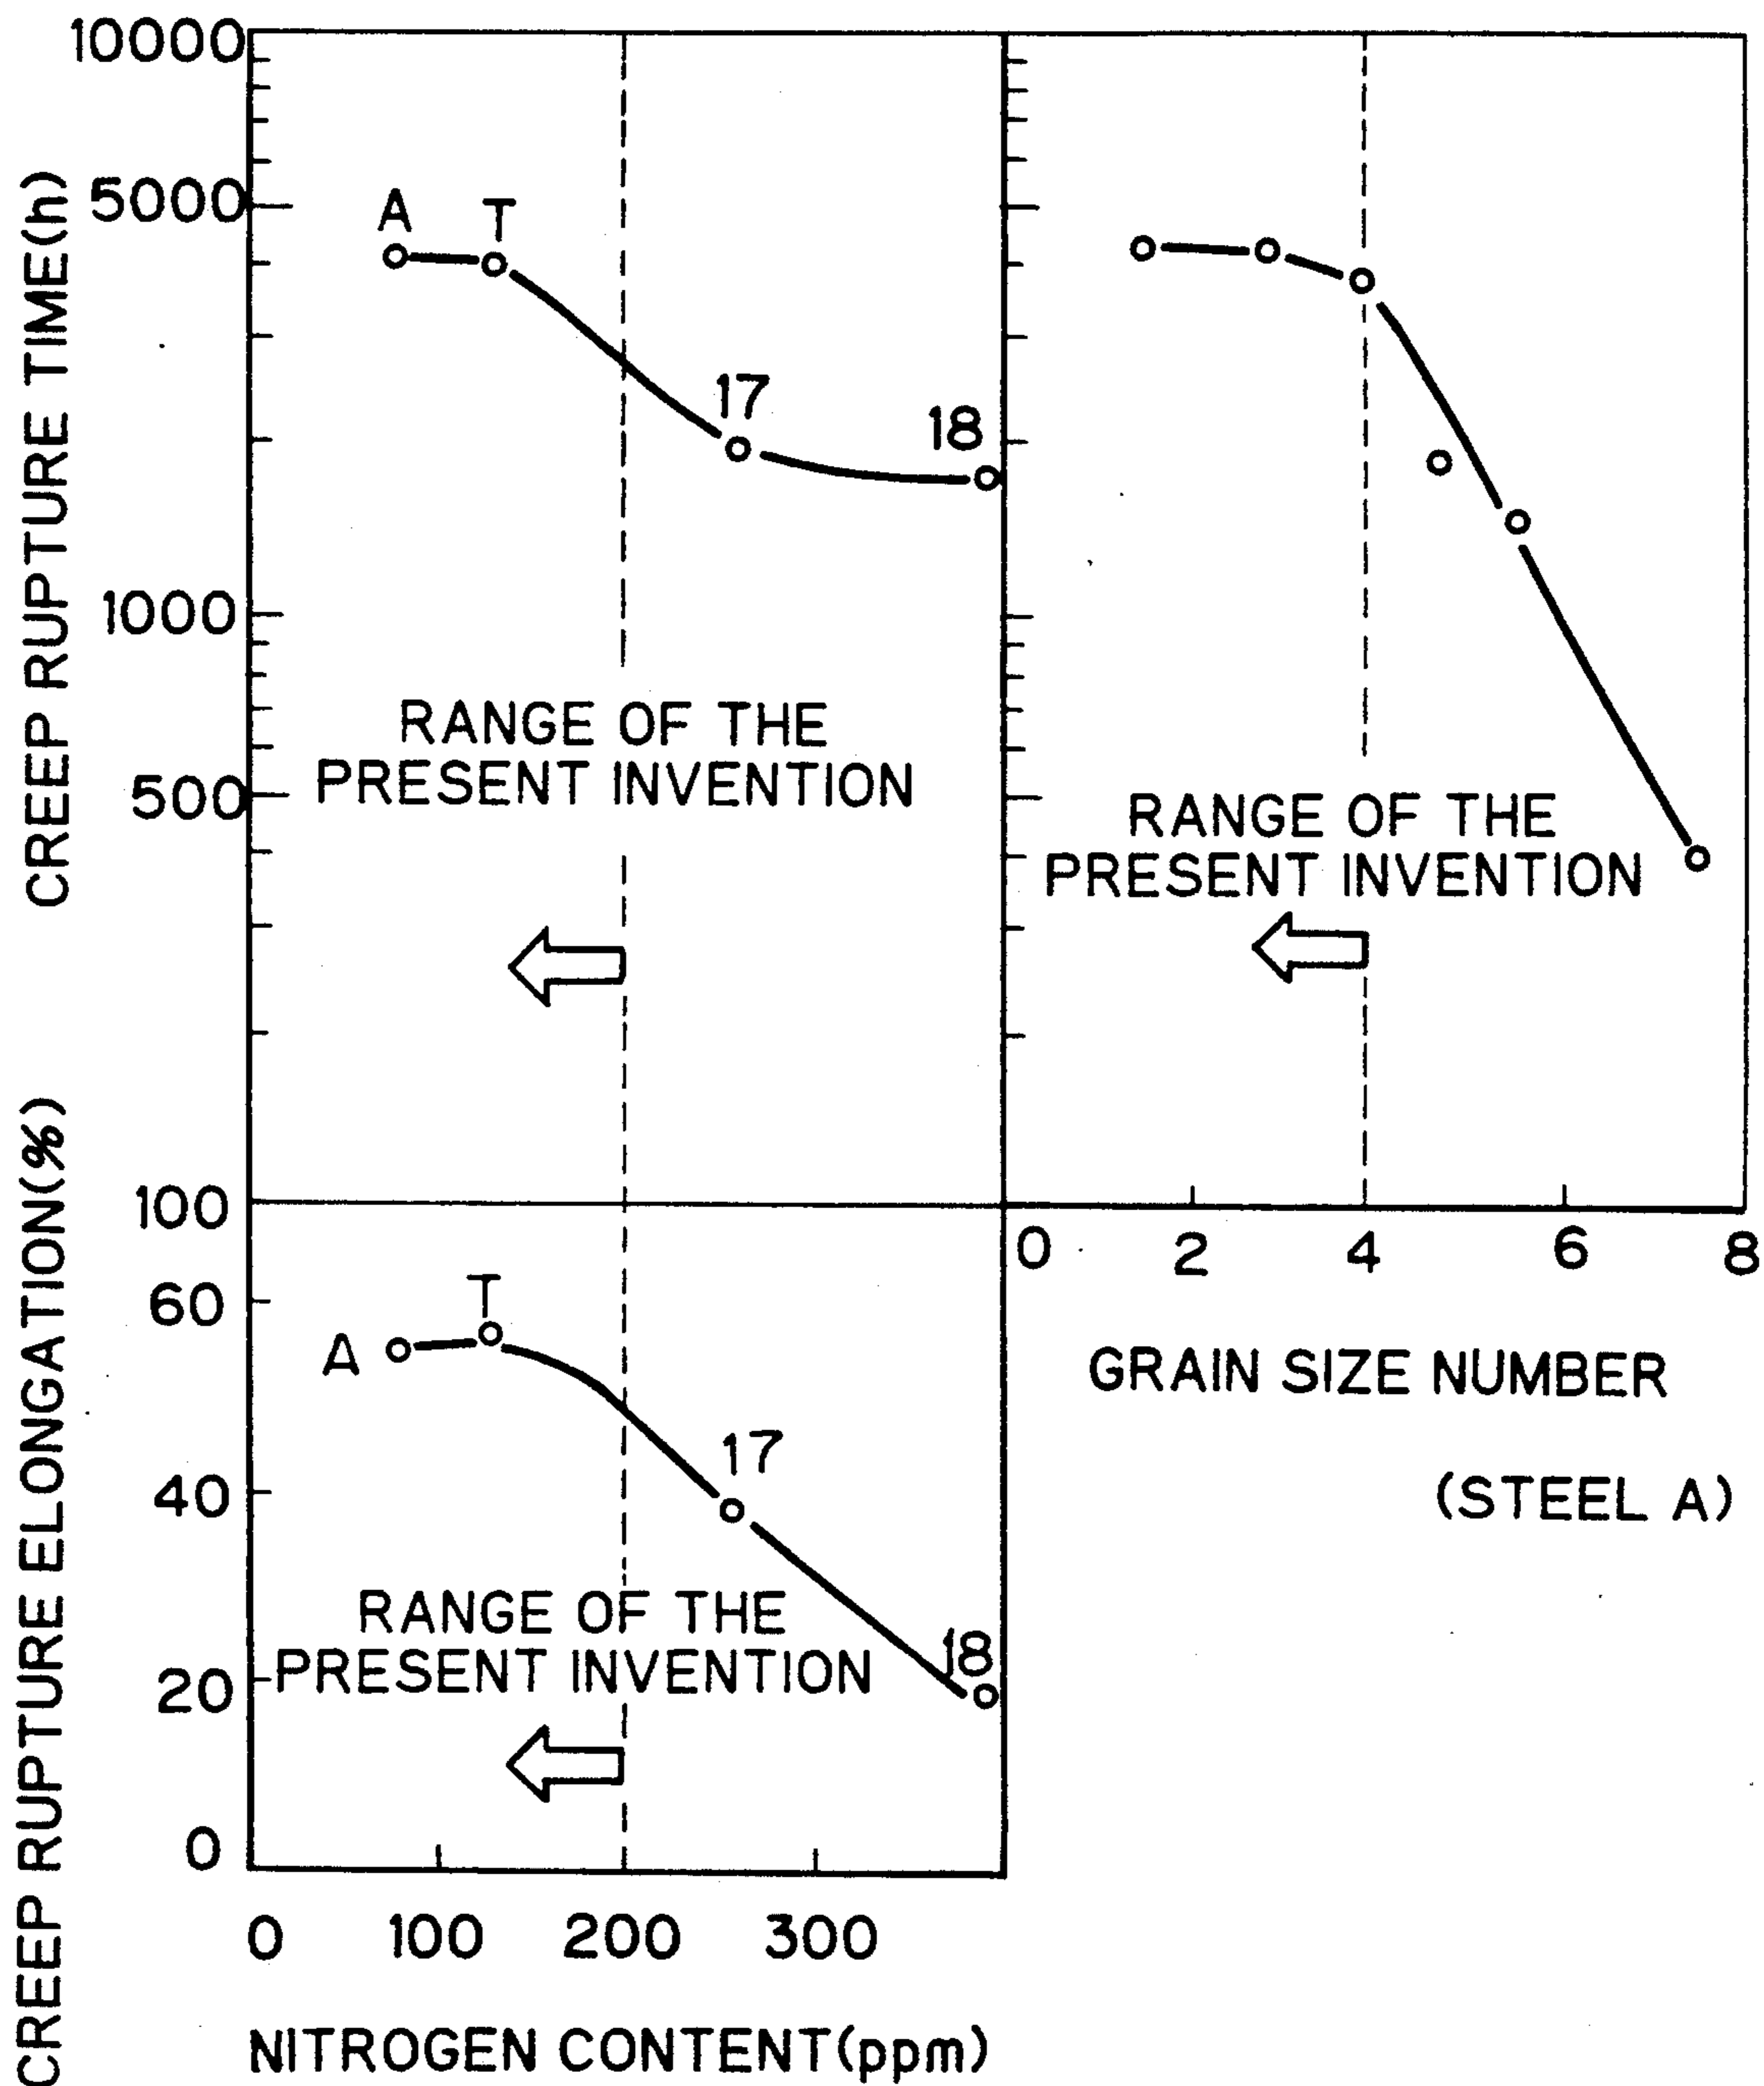 CREEP RUPTURE TIME(h)
10000
5000
1000
500
100
A
T
17
18
RANGE OF THE
PRESENT INVENTION
RANGE OF THE
PRESENT INVENTION
0
2
4
6
8
GRAIN SIZE NUMBER
(STEEL A)
CREEP RUPTURE ELONGATION(%)
60
40
20
0
A
T
17
18
RANGE OF THE
PRESENT INVENTION
0
100
200
300
NITROGEN CONTENT(ppm)